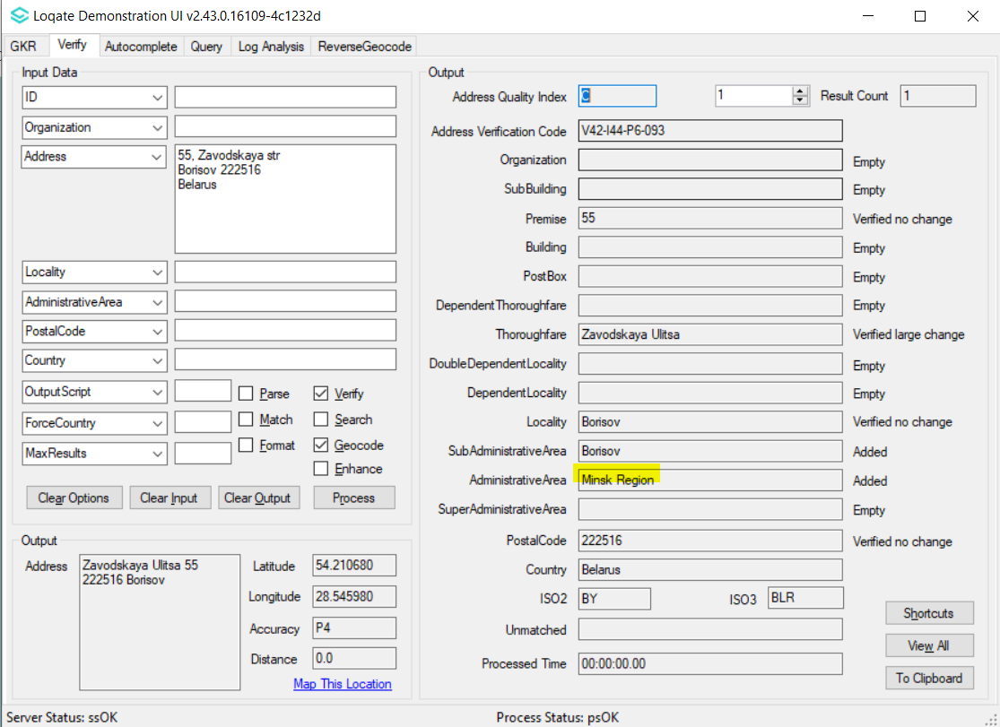 Loqate Demonstration UI v2.43.0.16109-4c1232d
GKR Verify Autocomplete Query Log Analysis ReverseGeocode
Input Data
ID
Organization
Address
55, Zavodskaya str
Borisov 222516
Belarus
Locality
AdministrativeArea
PostalCode
Country
OutputScript Parse Verify
ForceCountry Match Search
MaxResults Format Geocode
Enhance
Clear Options Clear Input Clear Output Process
Output
Address
Zavodskaya Ulitsa 55
222516 Borisov
Latitude 54.210680
Longitude 28.545980
Accuracy P4
Distance 0.0
Map This Location
Output
Address Quality Index C 1 Result Count 1
Address Verification Code V42-I44-P6-093
Organization Empty
SubBuilding Empty
Premise 55 Verified no change
Building Empty
PostBox Empty
DependentThoroughfare Empty
Thoroughfare Zavodskaya Ulitsa Verified large change
DoubleDependentLocality Empty
DependentLocality Empty
Locality Borisov Verified no change
SubAdministrativeArea Borisov Added
AdministrativeArea Minsk Region Added
SuperAdministrativeArea Empty
PostalCode 222516 Verified no change
Country Belarus
ISO2 BY ISO3 BLR
Unmatched
Processed Time 00:00:00.00
Shortcuts
View All
To Clipboard
Server Status: ssOK Process Status: psOK